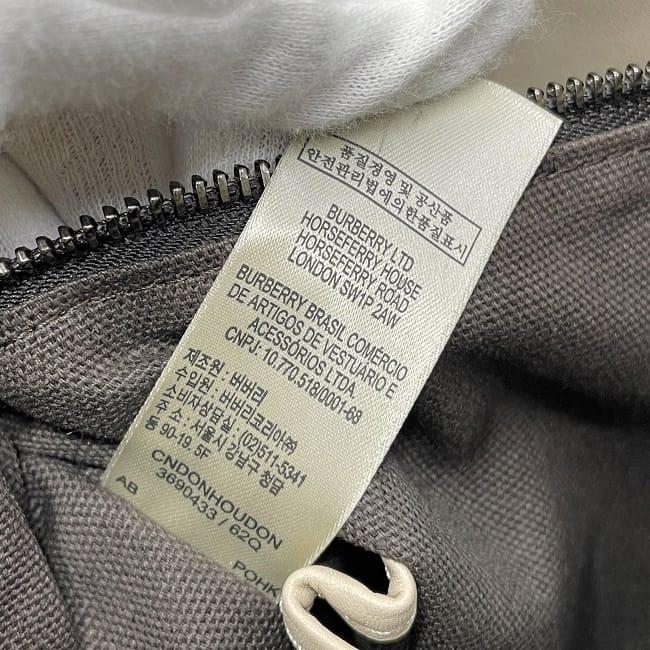 품질경영및공산품
안전관리법에의한품질표시
BURBERRY LTD
HORSEFERRY HOUSE
HORSEFERRY ROAD
LONDON SW1P 2AW
BURBERRY BRASIL COMÉRCIO
DE ARTIGOS DE VESTUARIO E
ACESSORIOS LTDA.
CNPJ: 10.770.518/0001-68
제조원 : 버버리
수입원 : 버버리코리아㈜
소비자상담실 : (02)511-5341
주 소 : 서울시 강남구 청담
동 90-19. 5F
CNDONHOUDON
3690433 / 62Q
AB
POHK